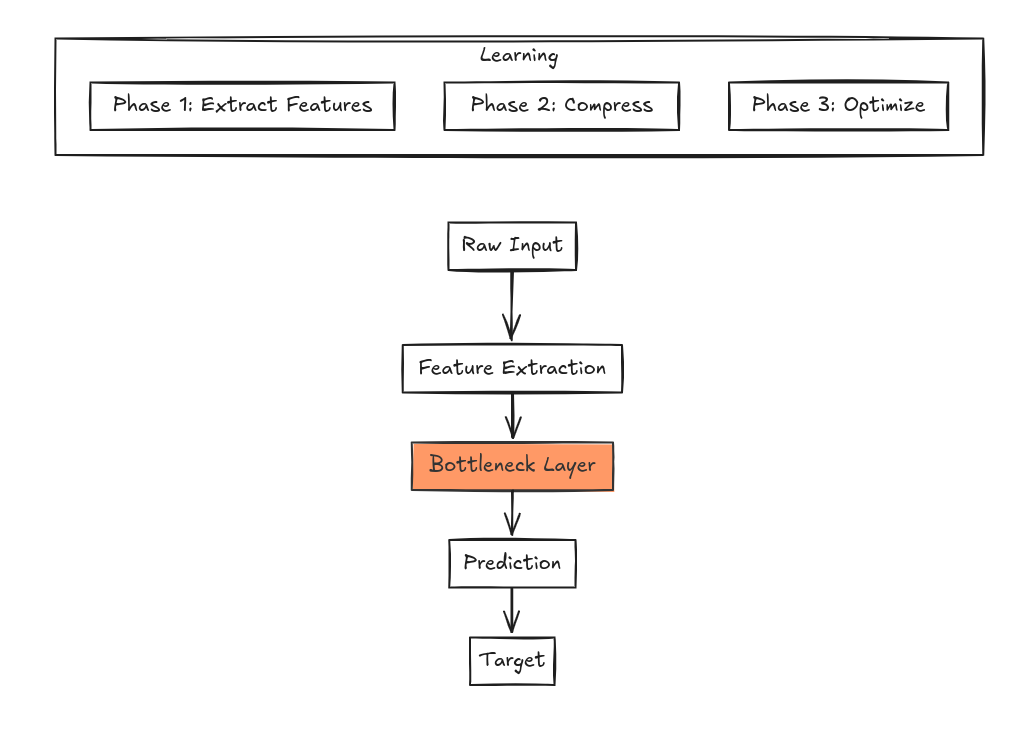 Learning
Phase 1: Extract Features
Phase 2: Compress
Phase 3: Optimize
Raw Input
Feature Extraction
Bottleneck Layer
Prediction
Target